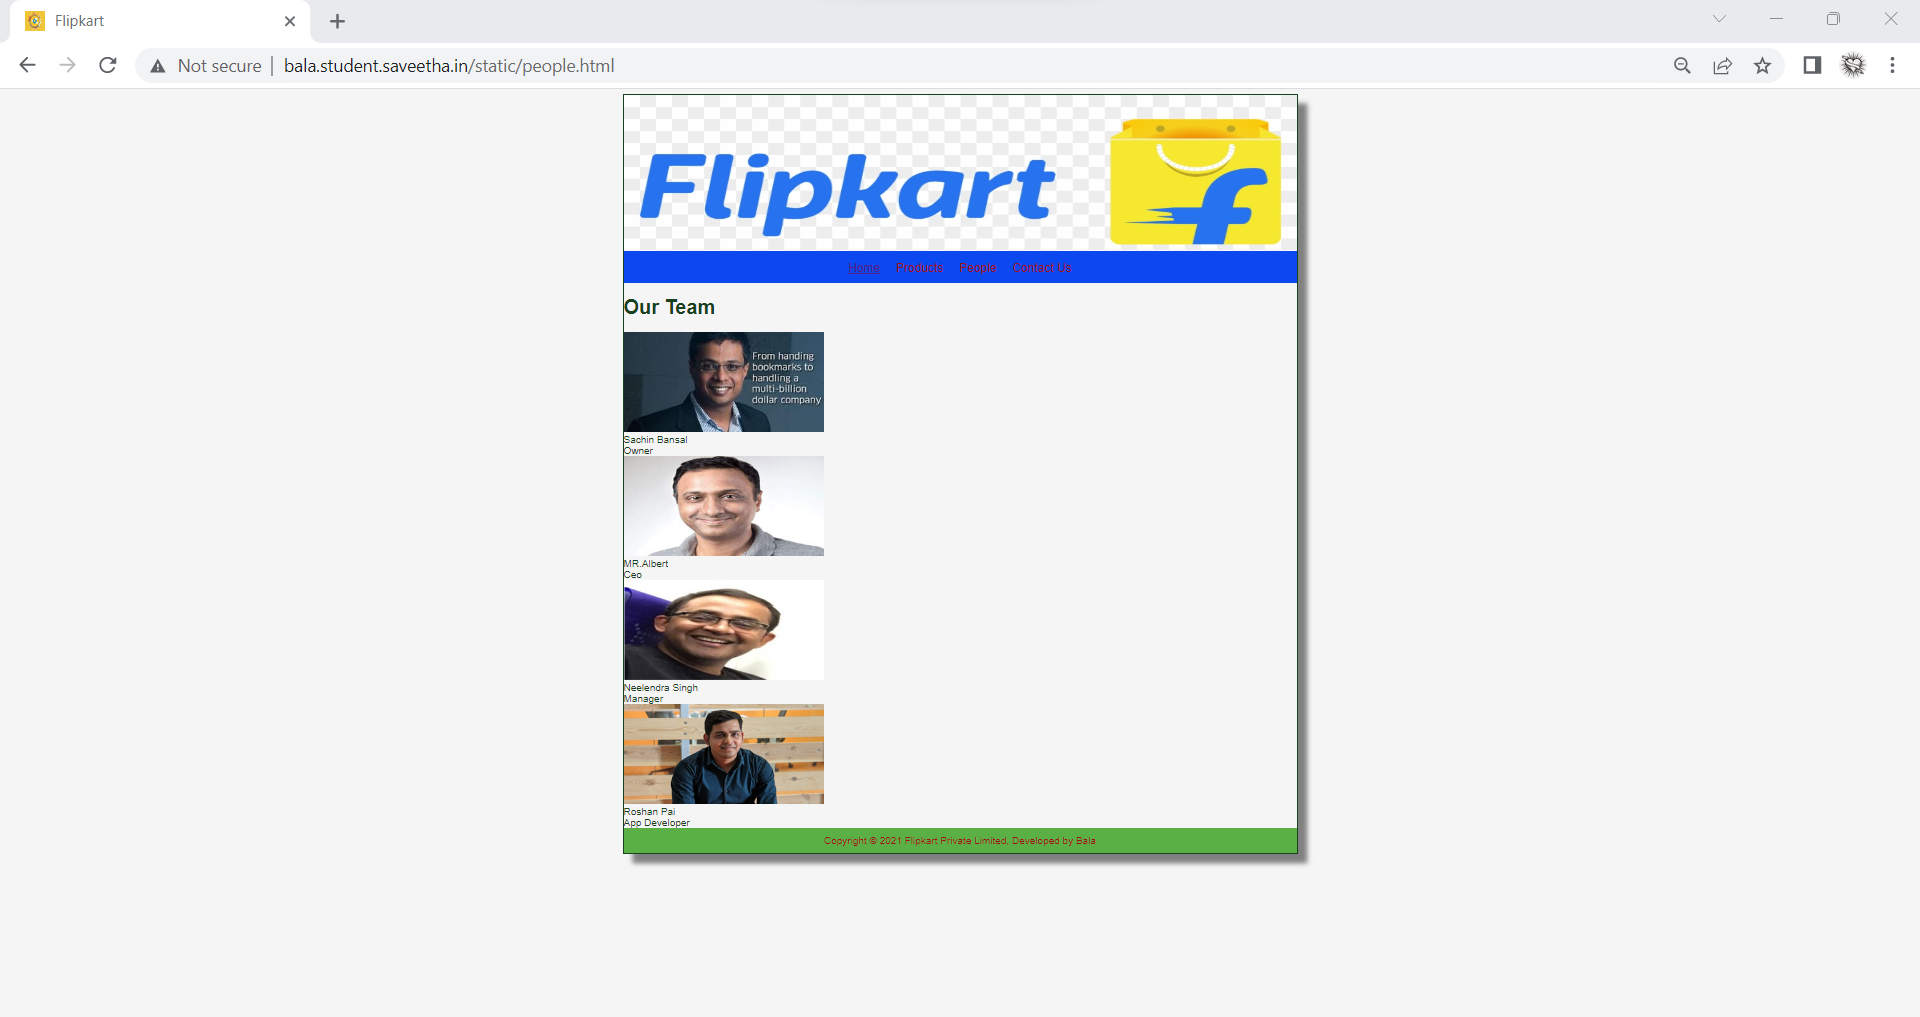 Flipkart
Not secure | bala.student.saveetha.in/static/people.html
Flipkart
f
Home Products People Contact Us
Our Team
From handing
bookmarks to
handling a
multi-billion
dollar company
Sachin Bansal
Owner
MR.Albert
Ceo
Neelendra Singh
Manager
Roshan Pai
App Developer
Copyright © 2021 Flipkart Private Limited, Developed by Bala